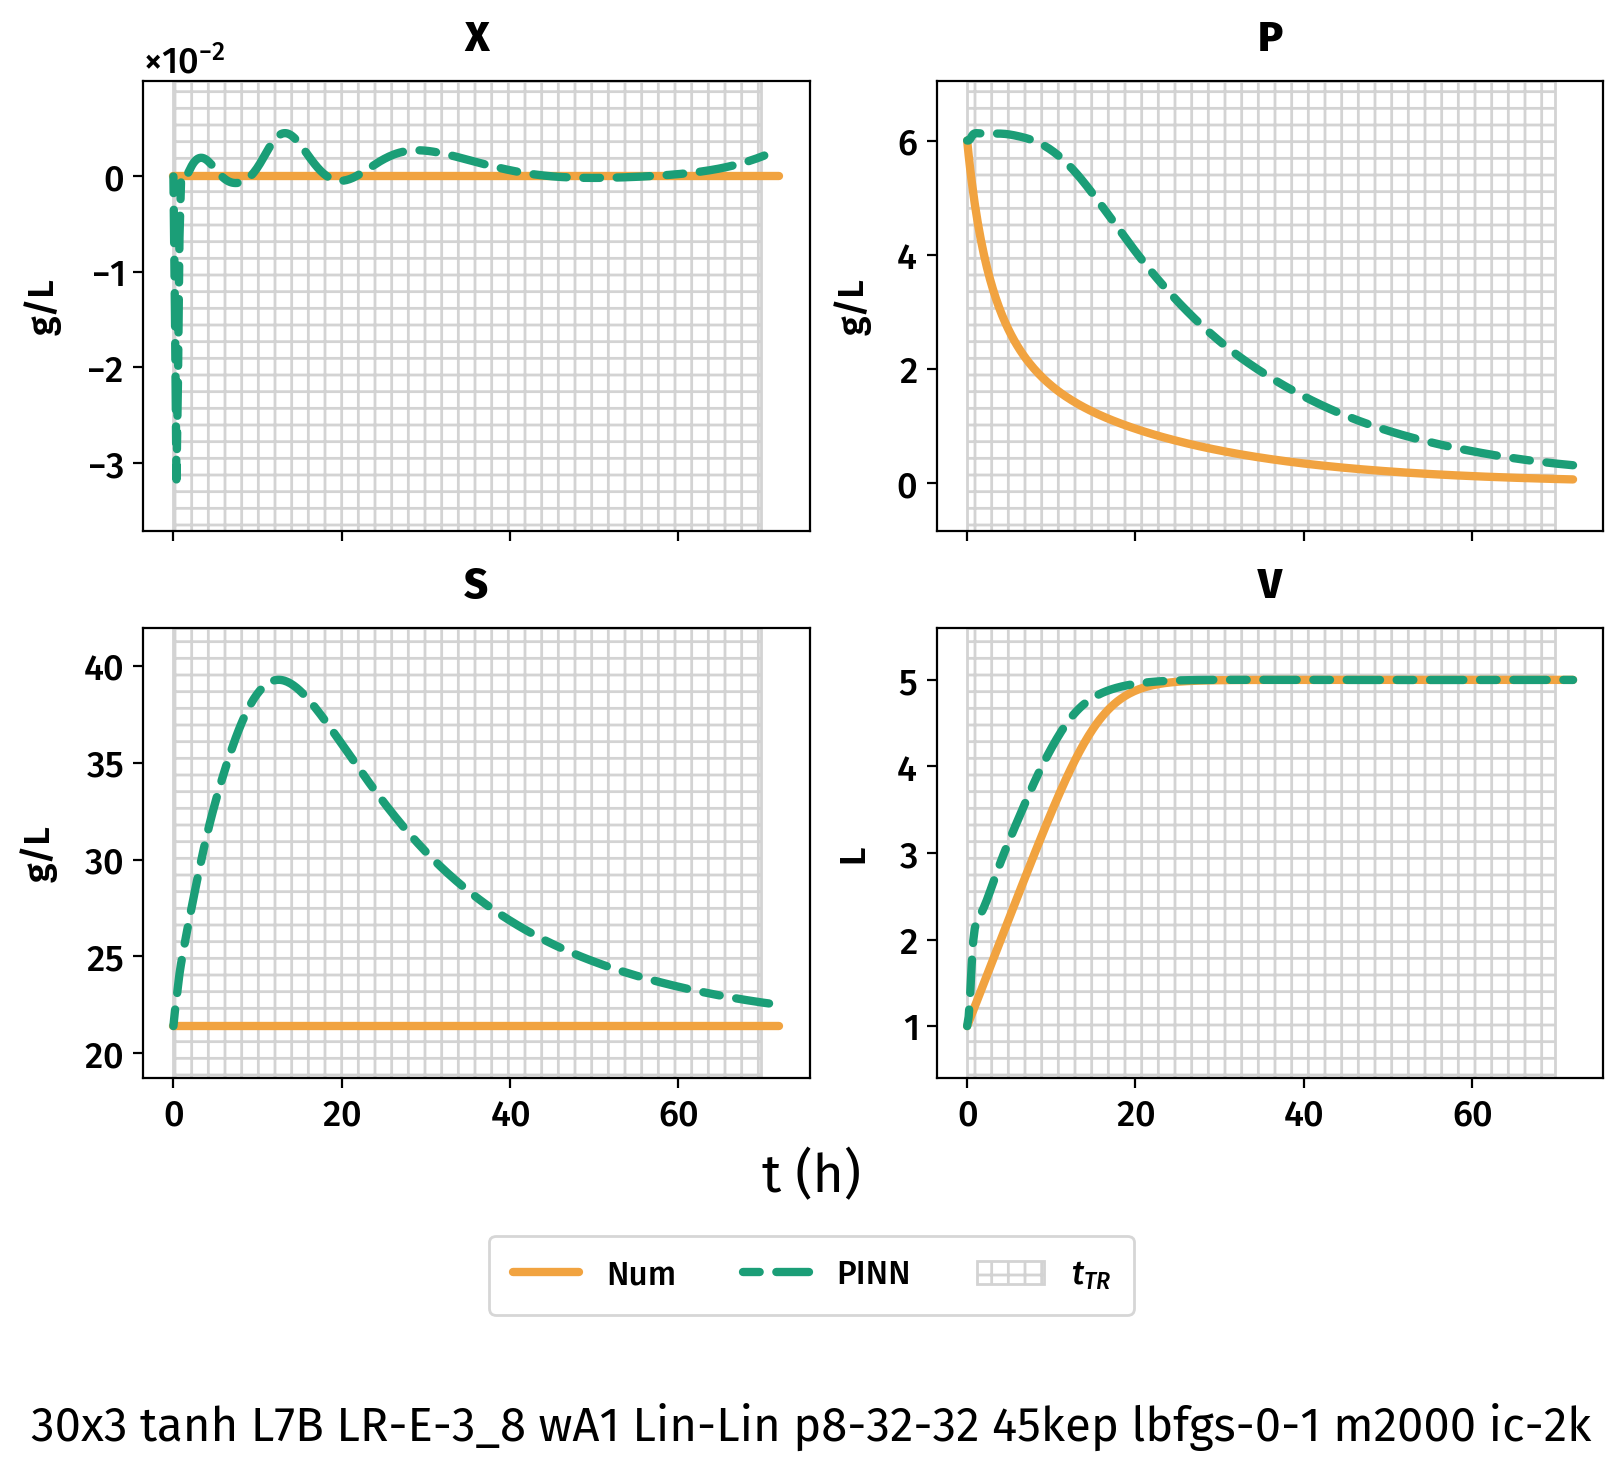 X
×10⁻²
0
−1
−2
−3
g/L
P
6
4
2
0
g/L
S
40
35
30
25
20
g/L
0 20 40 60
V
5
4
3
2
1
L
0 20 40 60
t (h)
Num PINN t_TR
30x3 tanh L7B LR-E-3_8 wA1 Lin-Lin p8-32-32 45kep lbfgs-0-1 m2000 ic-2k